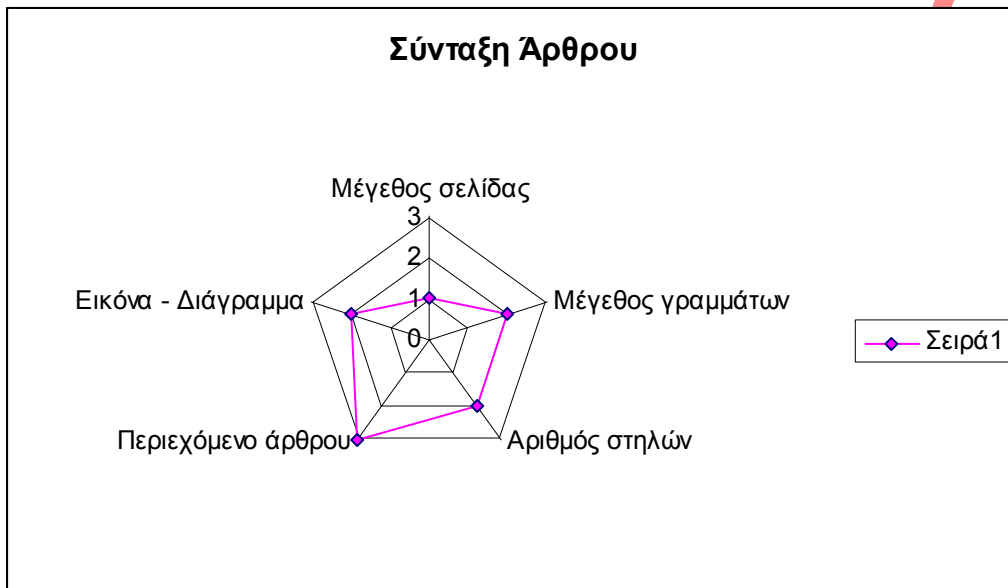 Σύνταξη Άρθρου
Μέγεθος σελίδας
3
2
1
0
Εικόνα - Διάγραμμα
Μέγεθος γραμμάτων
Σειρά1
Περιεχόμενο άρθρου
Αριθμός στηλών